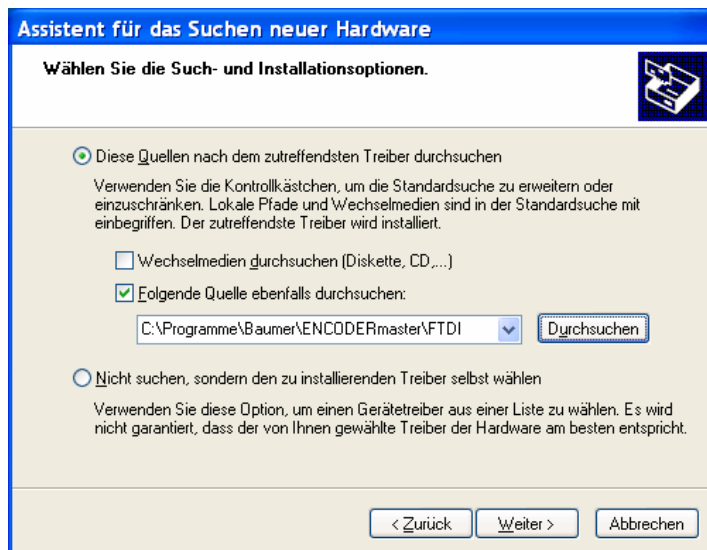 Assistent für das Suchen neuer Hardware
Wählen Sie die Such- und Installationsoptionen.
Diese Quellen nach dem zutreffendsten Treiber durchsuchen
Verwenden Sie die Kontrollkästchen, um die Standardsuche zu erweitern oder
einzuschränken. Lokale Pfade und Wechselmedien sind in der Standardsuche mit
einbegriffen. Der zutreffendste Treiber wird installiert.
Wechselmedien durchsuchen (Diskette, CD,...)
Folgende Quelle ebenfalls durchsuchen:
C:\Programme\Baumer\ENCODERmaster\FTDI
Durchsuchen
Nicht suchen, sondern den zu installierenden Treiber selbst wählen
Verwenden Sie diese Option, um einen Gerätetreiber aus einer Liste zu wählen. Es wird
nicht garantiert, dass der von Ihnen gewählte Treiber der Hardware am besten entspricht.
< Zurück Weiter > Abbrechen